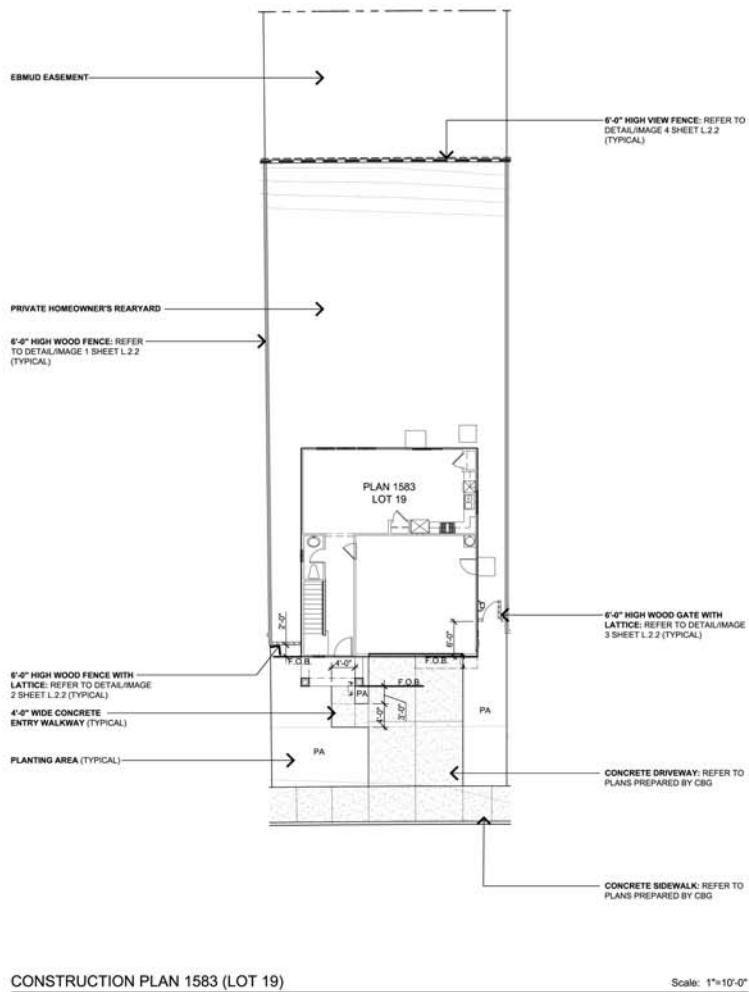 EBMUD EASEMENT
6'-0" HIGH VIEW FENCE: REFER TO
DETAIL/IMAGE 4 SHEET L.2.2
(TYPICAL)
PRIVATE HOMEOWNER'S REARYARD
6'-0" HIGH WOOD FENCE: REFER
TO DETAIL/IMAGE 1 SHEET L.2.2
(TYPICAL)
PLAN 1583
LOT 19
2'-0"
6'-0"
6'-0" HIGH WOOD GATE WITH
LATTICE: REFER TO DETAIL/IMAGE
3 SHEET L.2.2 (TYPICAL)
F.O.B.
4'-0"
F.O.B.
6'-0" HIGH WOOD FENCE WITH
LATTICE: REFER TO DETAIL/IMAGE
2 SHEET L.2.2 (TYPICAL)
F.O.B.
PA
4'-0"
3'-0"
PA
4'-0" WIDE CONCRETE
ENTRY WALKWAY (TYPICAL)
PA
PLANTING AREA (TYPICAL)
CONCRETE DRIVEWAY: REFER TO
PLANS PREPARED BY CBG
CONCRETE SIDEWALK: REFER TO
PLANS PREPARED BY CBG
CONSTRUCTION PLAN 1583 (LOT 19)
Scale: 1"=10'-0"